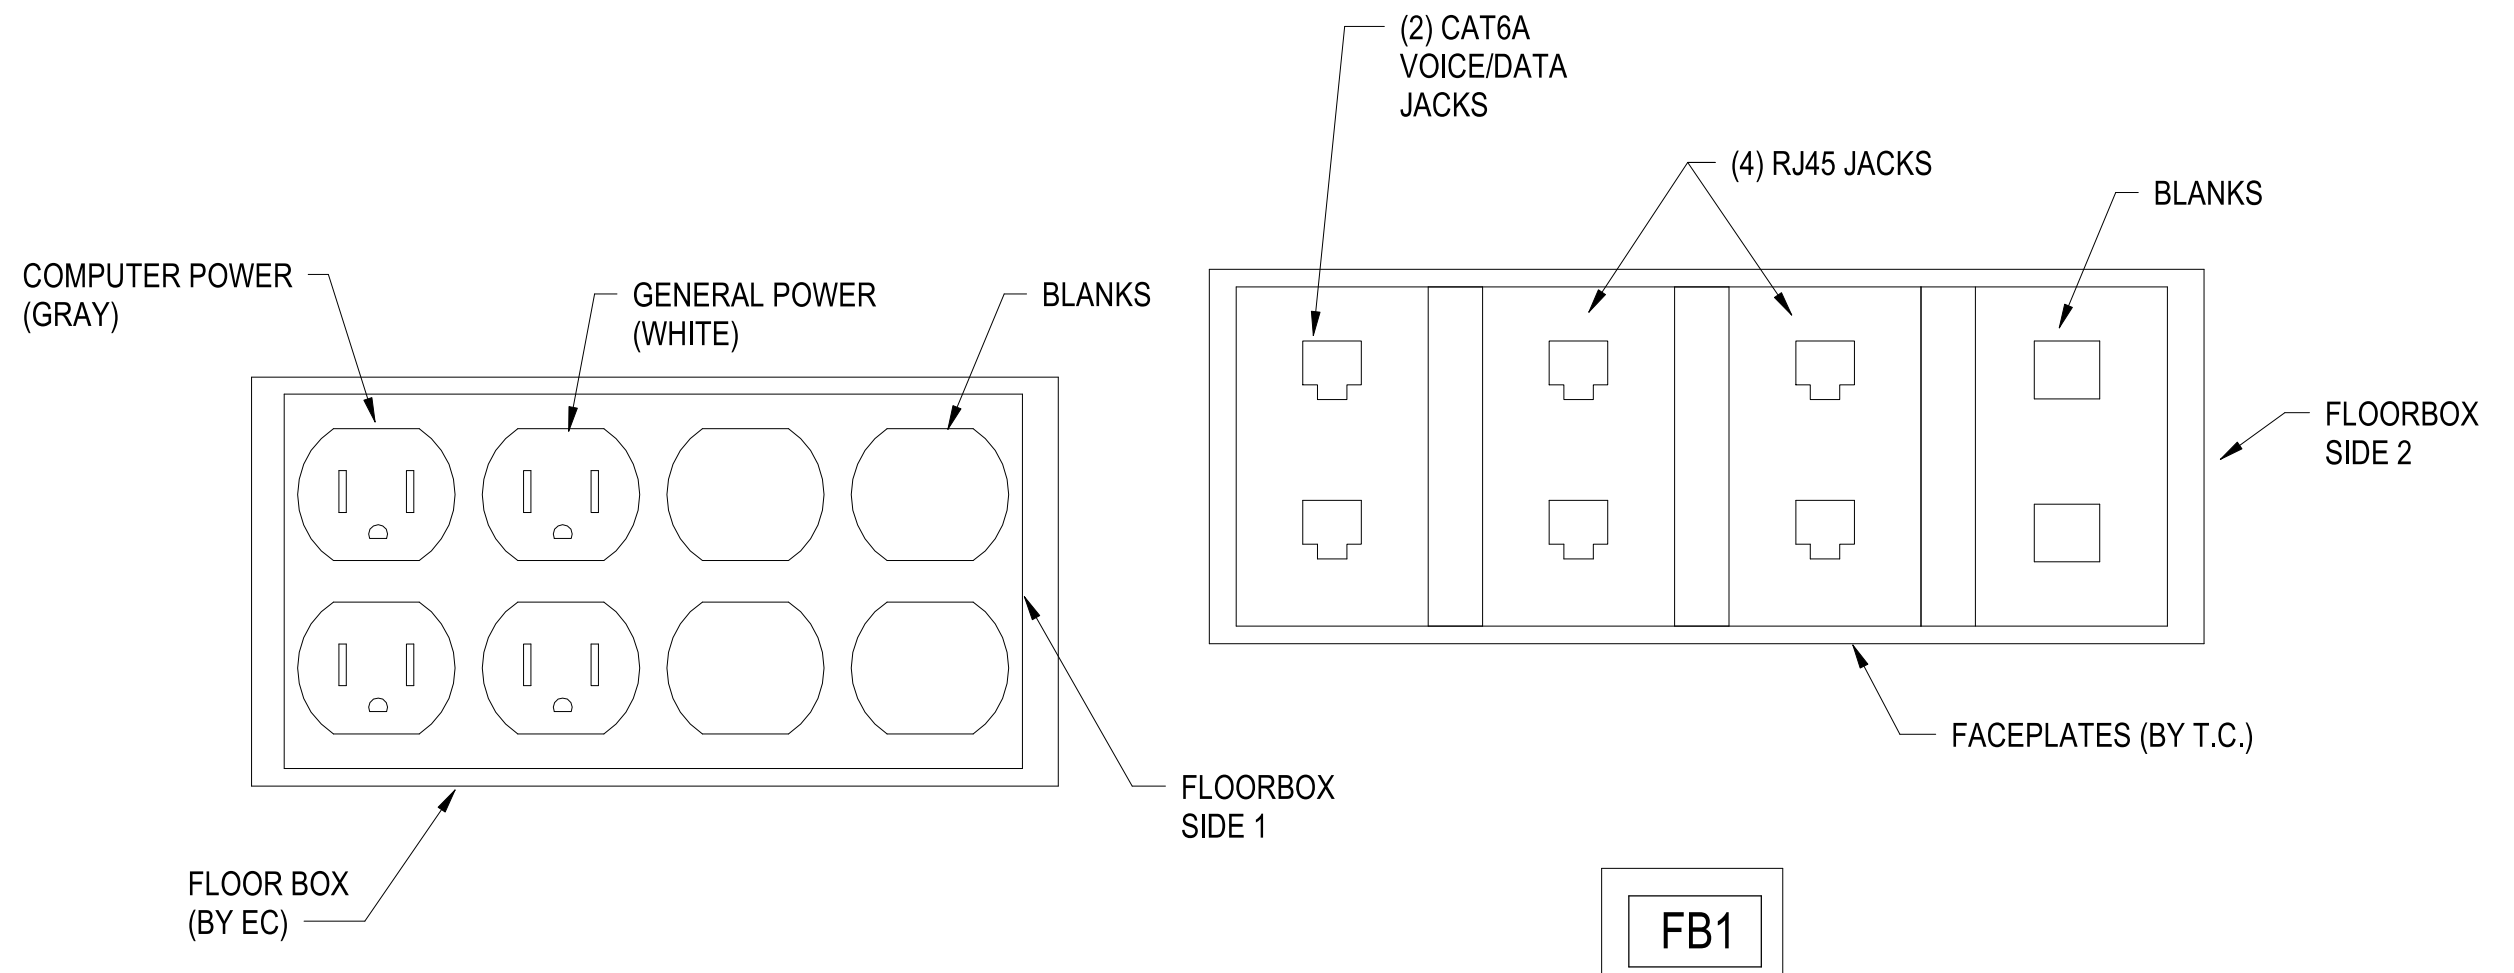 (2) CAT6A
VOICE/DATA
JACKS
(4) RJ45 JACKS
BLANKS
COMPUTER POWER
(GRAY)
GENERAL POWER
(WHITE)
BLANKS
FLOORBOX
SIDE 2
FACEPLATES (BY T.C.)
FLOORBOX
SIDE 1
FLOOR BOX
(BY EC)
FB1